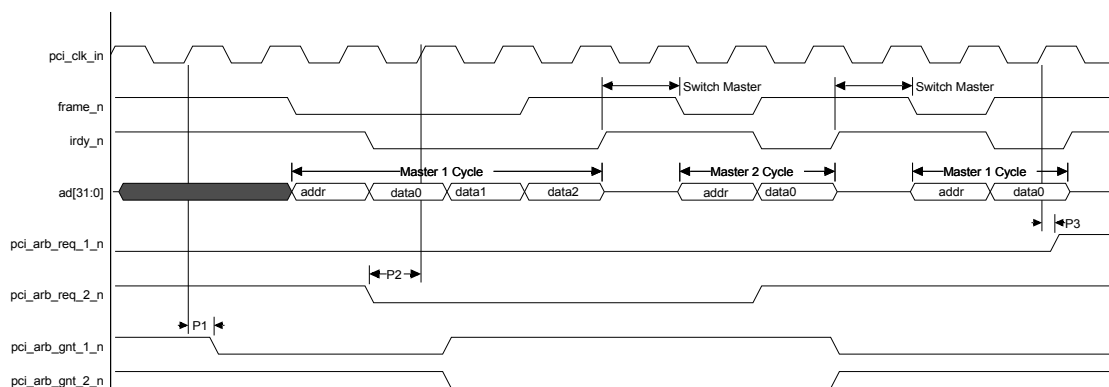 pci_clk_in
Switch Master
Switch Master
frame_n
irdy_n
Master 1 Cycle
Master 2 Cycle
Master 1 Cycle
ad[31:0]
addr
data0
data1
data2
addr
data0
addr
data0
P3
pci_arb_req_1_n
P2
pci_arb_req_2_n
P1
pci_arb_gnt_1_n
pci_arb_gnt_2_n